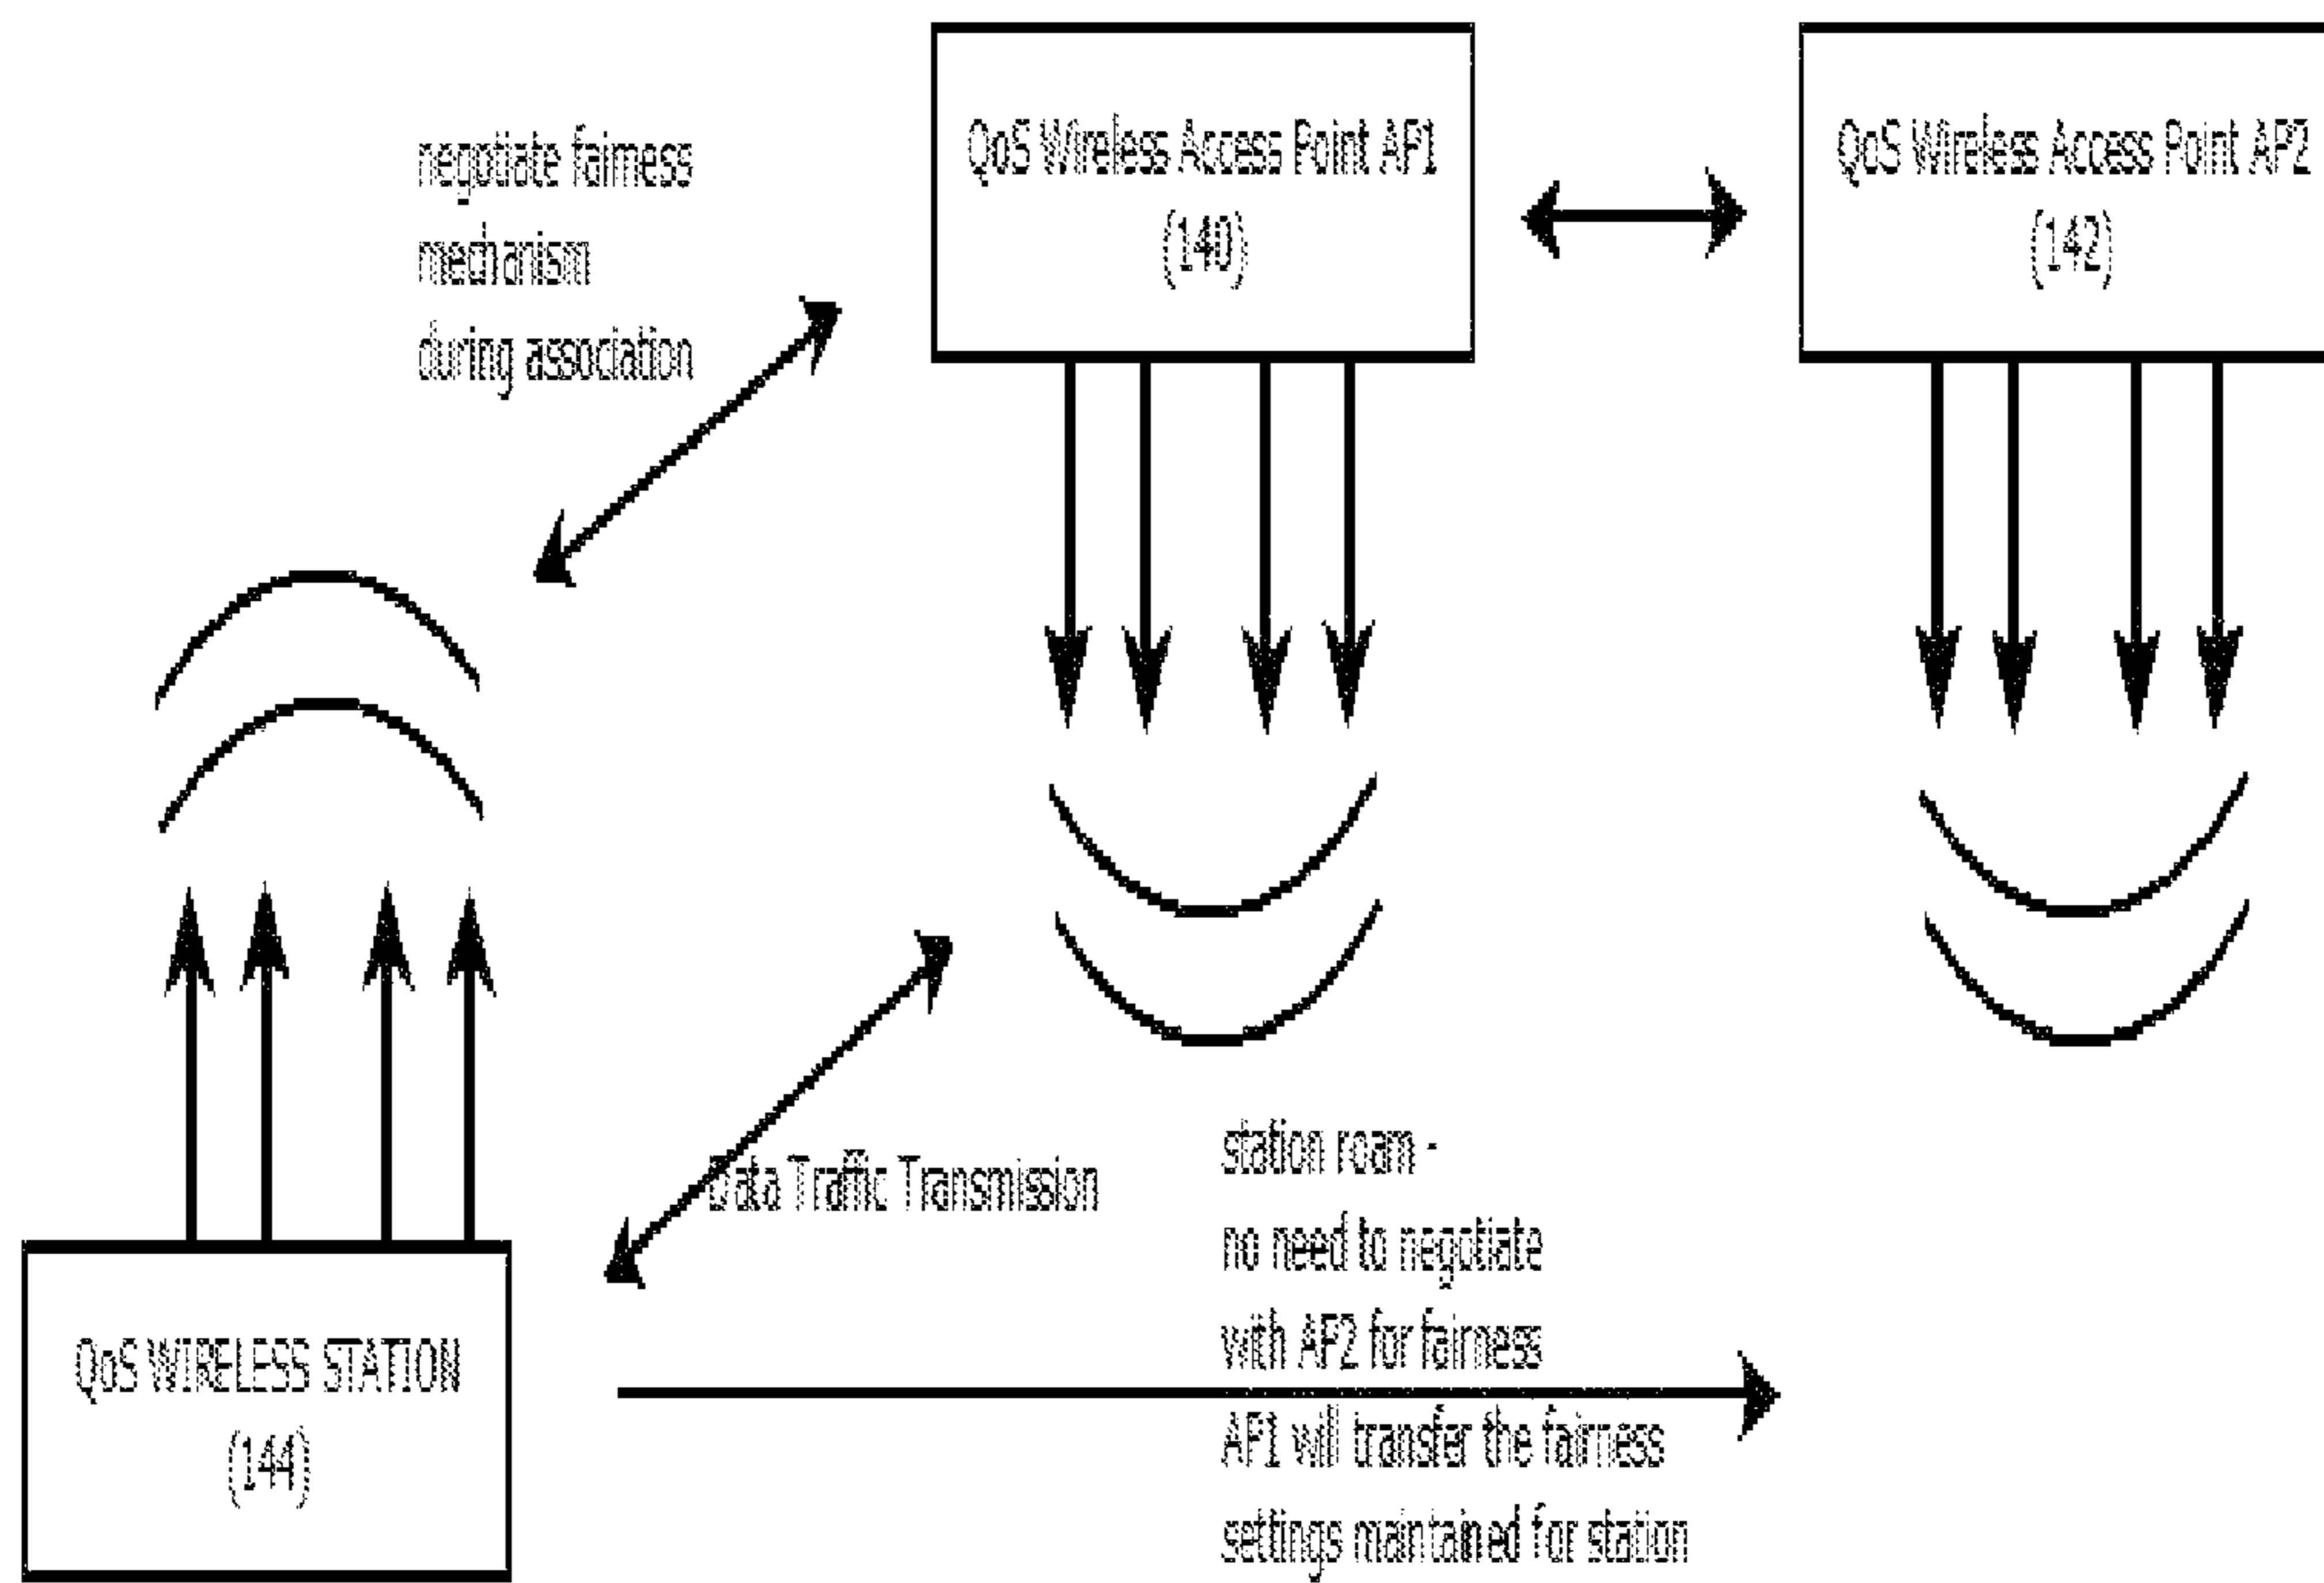 negotiate fairness
mechanism
during association
QoS Wireless Access Point AP1
(140)
QoS Wireless Access Point AP2
(142)
Data Traffic Transmission
station roam -
no need to negotiate
with AP2 for fairness
AP1 will transfer the fairness
settings maintained for station
QoS WIRELESS STATION
(144)